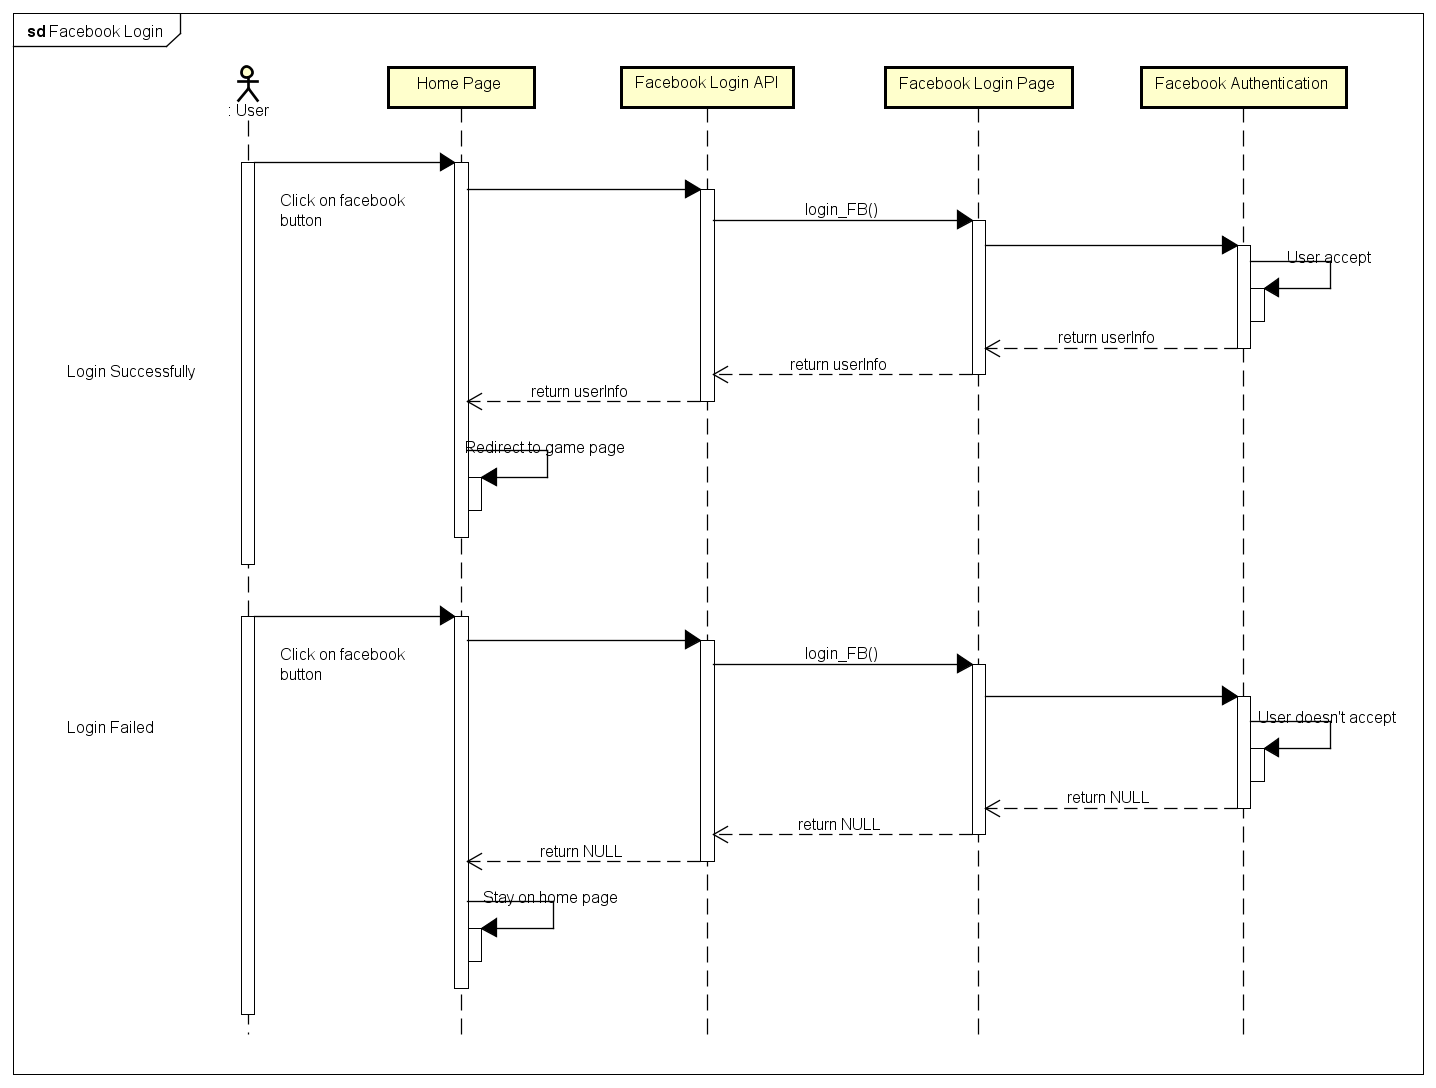 sd Facebook Login
: User
Home Page
Facebook Login API
Facebook Login Page
Facebook Authentication
Click on facebook
button
login_FB()
User accept
return userInfo
return userInfo
Login Successfully
return userInfo
Redirect to game page
Click on facebook
button
login_FB()
User doesn't accept
Login Failed
return NULL
return NULL
return NULL
Stay on home page